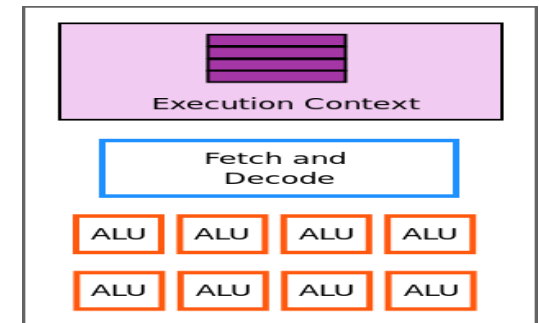 Execution Context
Fetch and
Decode
ALU ALU ALU ALU
ALU ALU ALU ALU